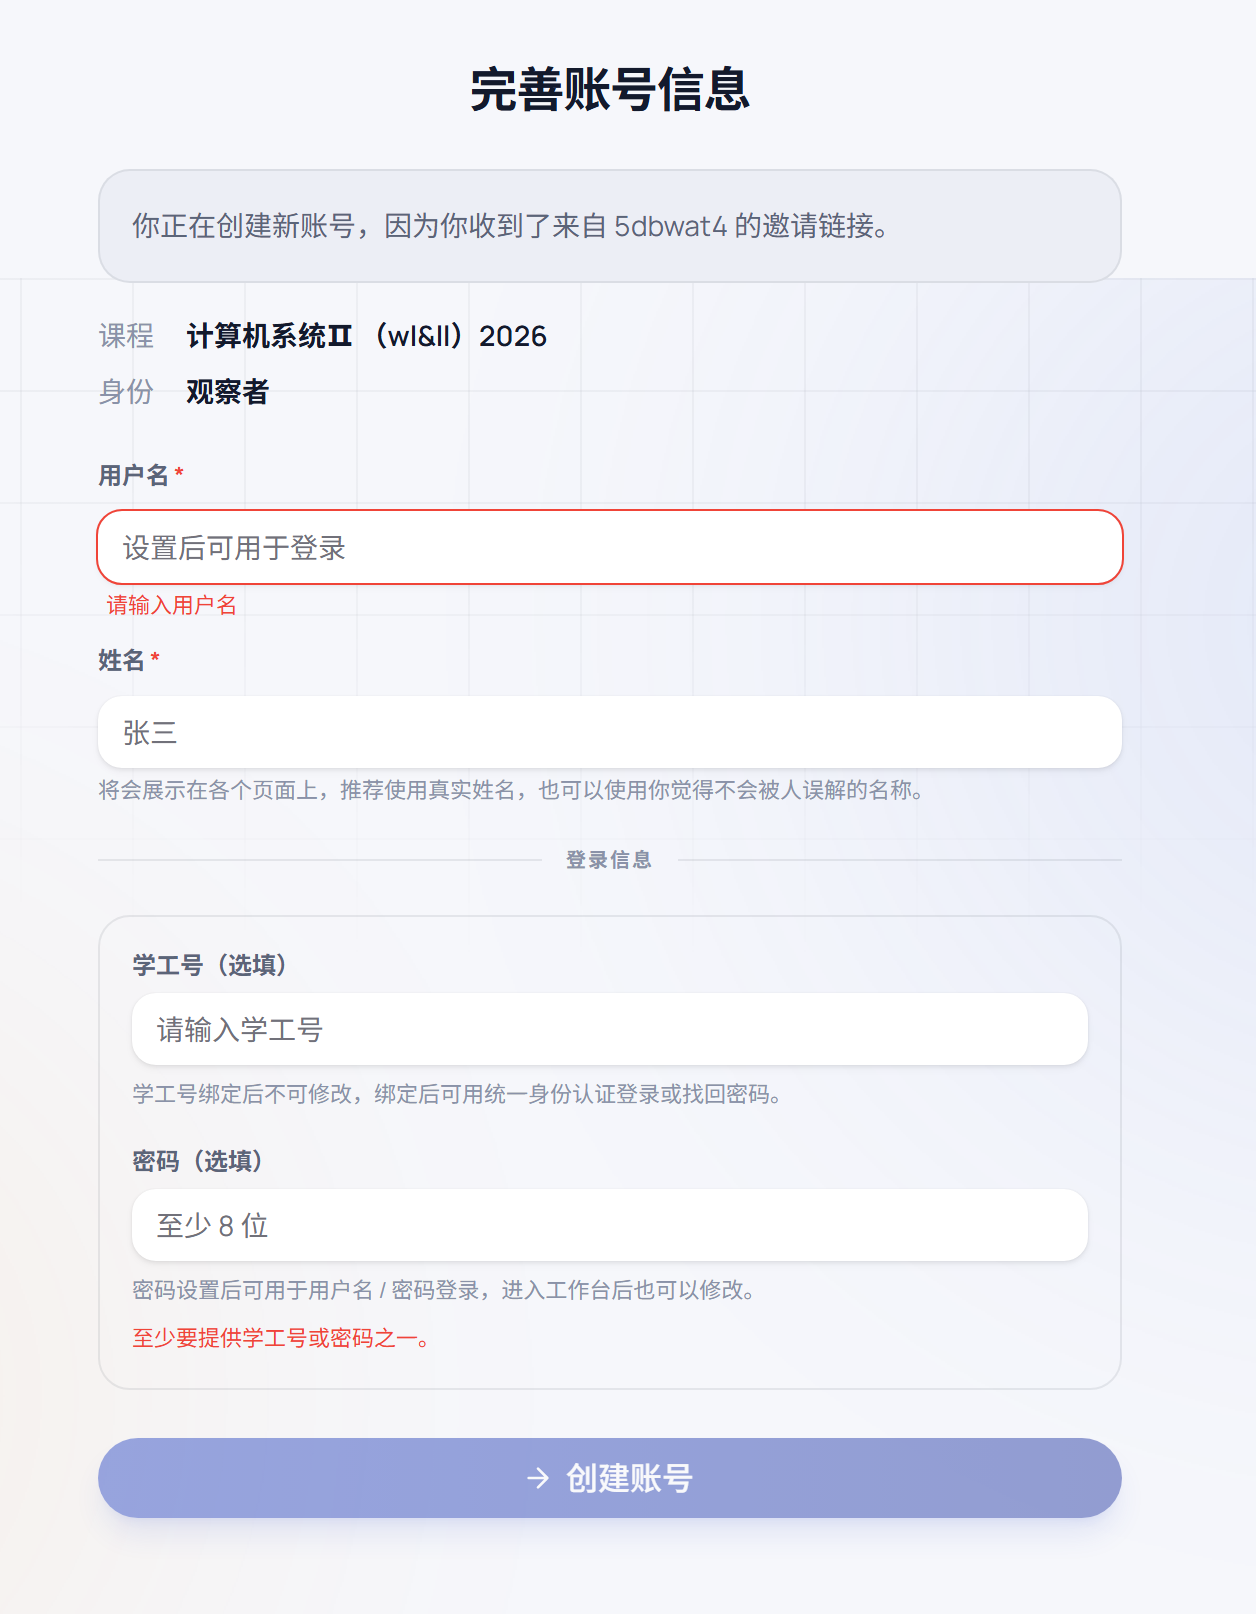 完善账号信息
你正在创建新账号，因为你收到了来自 5dbwat4 的邀请链接。
课程 计算机系统Ⅱ （wl&ll）2026
身份 观察者
用户名 *
设置后可用于登录
请输入用户名
姓名 *
张三
将会展示在各个页面上，推荐使用真实姓名，也可以使用你觉得不会被人误解的名称。
登录信息
学工号（选填）
请输入学工号
学工号绑定后不可修改，绑定后可用统一身份认证登录或找回密码。
密码（选填）
至少 8 位
密码设置后可用于用户名 / 密码登录，进入工作台后也可以修改。
至少要提供学工号或密码之一。
→ 创建账号